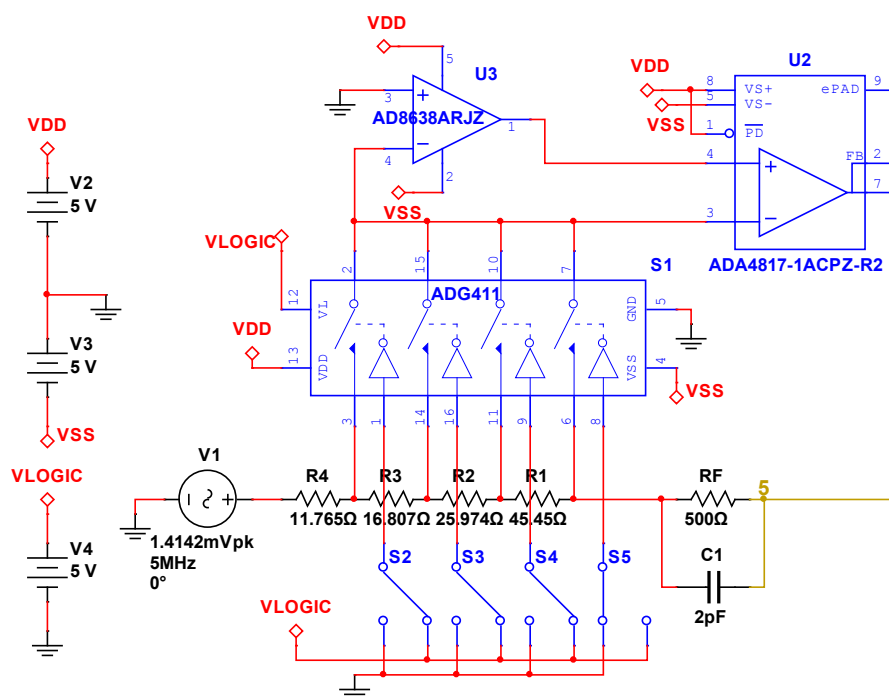 VDD
5
U3
3
AD8638ARJZ
1
4
2
VSS
U2
VDD
8
VS+
ePAD
9
5
VS-
VSS
1
PD
FB
2
4
7
3
ADA4817-1ACPZ-R2
VDD
V2
5 V
V3
5 V
VSS
VLOGIC
2
15
10
7
S1
ADG411
12
VL
GND
5
VDD
13
VDD
VSS
4
VSS
3
1
14
16
11
9
6
8
VLOGIC
V4
5 V
V1
1.4142mVpk
5MHz
0°
R4
11.765Ω
R3
16.807Ω
R2
25.974Ω
R1
45.45Ω
RF
500Ω
5
C1
2pF
S2
S3
S4
S5
VLOGIC